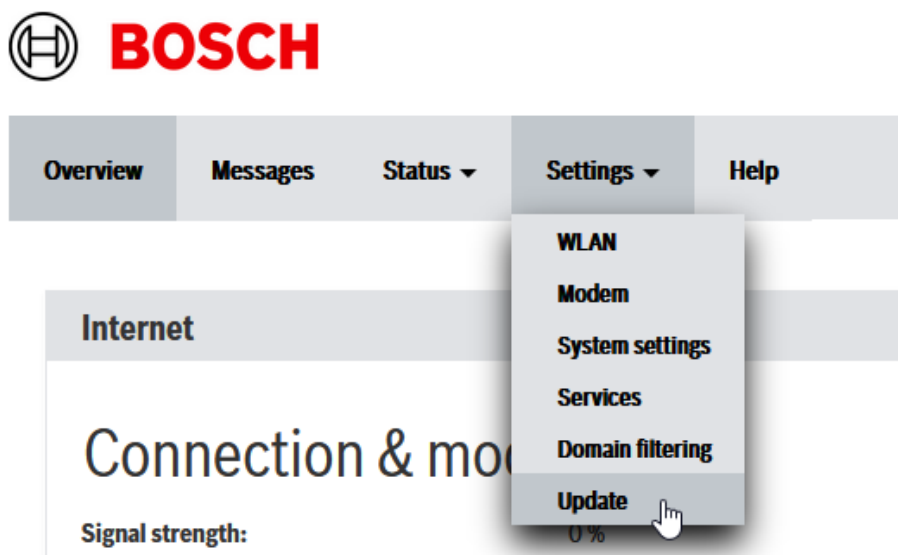 BOSCH
Overview Messages Status Settings Help
WLAN
Modem
Internet
System settings
Services
Connection &
Domain filtering
Update
Signal strength: 0 %